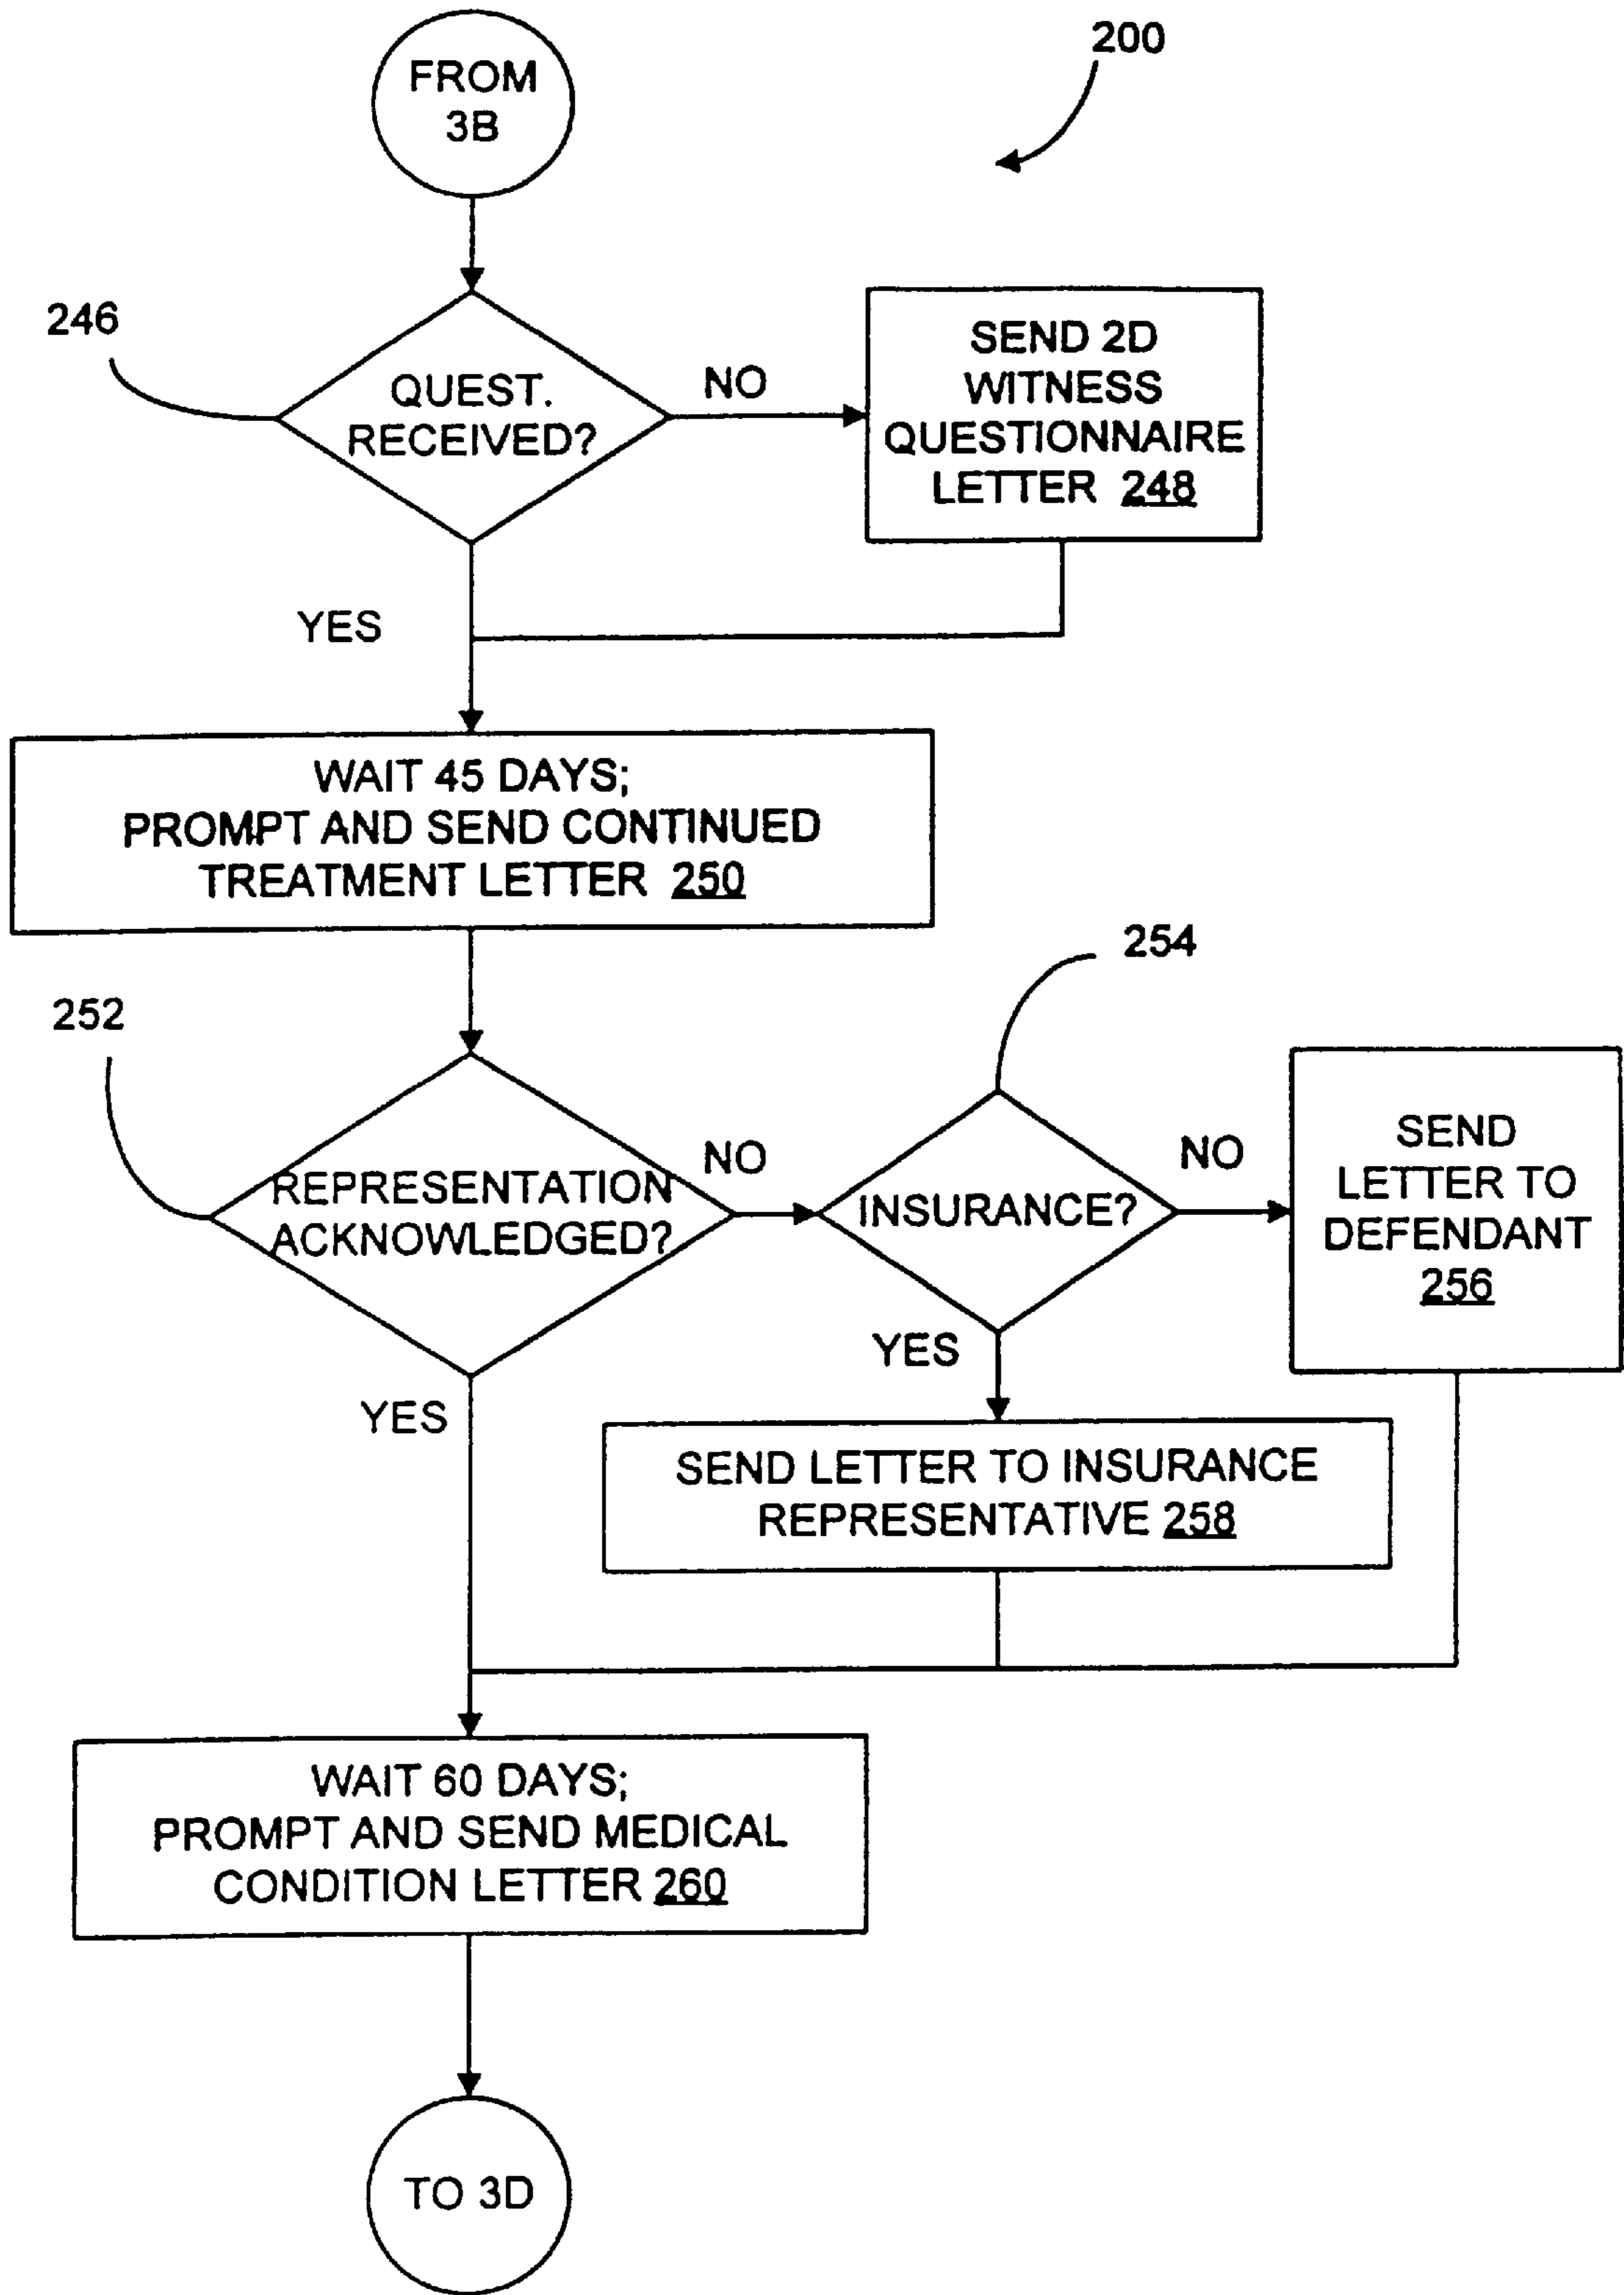 FROM
3B
200
246
QUEST.
RECEIVED?
NO
SEND 2D
WITNESS
QUESTIONNAIRE
LETTER 248
YES
WAIT 45 DAYS;
PROMPT AND SEND CONTINUED
TREATMENT LETTER 250
252
254
REPRESENTATION
ACKNOWLEDGED?
NO
INSURANCE?
NO
SEND
LETTER TO
DEFENDANT
256
YES
YES
SEND LETTER TO INSURANCE
REPRESENTATIVE 258
WAIT 60 DAYS;
PROMPT AND SEND MEDICAL
CONDITION LETTER 260
TO 3D